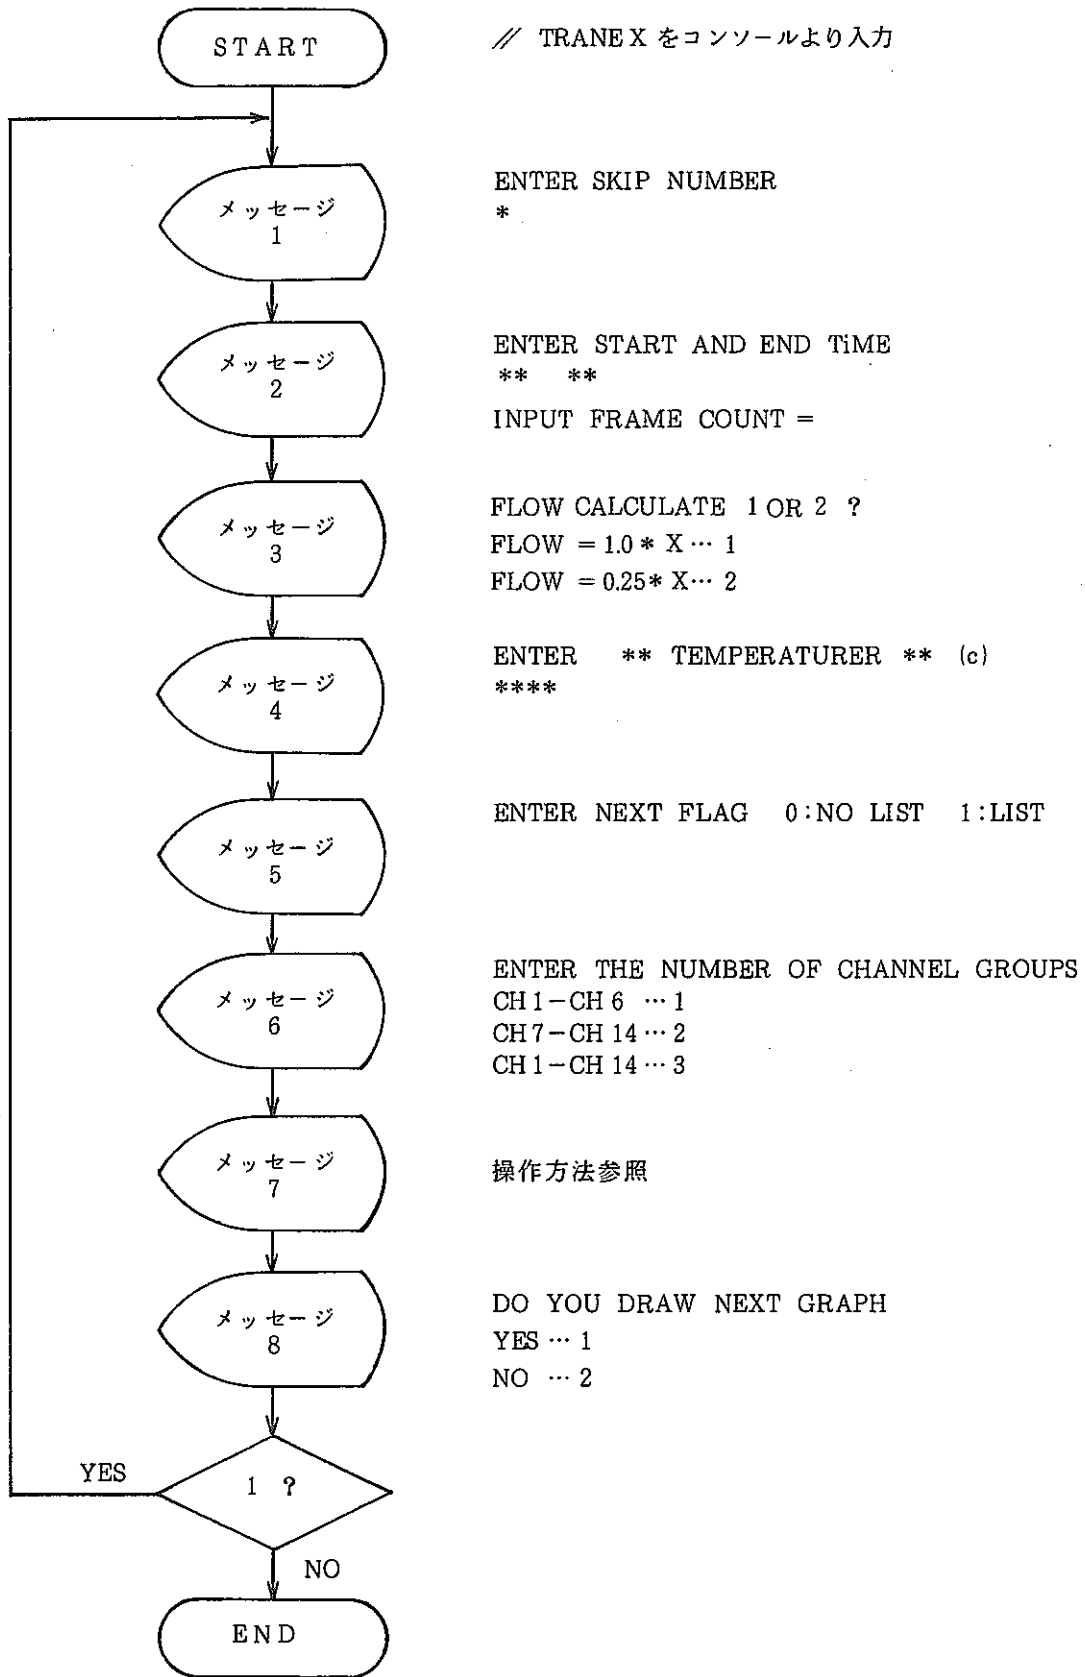 START
// TRANEX をコンソールより入力
メッセージ
1
ENTER SKIP NUMBER
*
メッセージ
2
ENTER START AND END TiME
** **
INPUT FRAME COUNT =
メッセージ
3
FLOW CALCULATE 1 OR 2 ?
FLOW = 1.0 * X … 1
FLOW = 0.25* X … 2
メッセージ
4
ENTER ** TEMPERATURER ** (c)
****
メッセージ
5
ENTER NEXT FLAG 0:NO LIST 1:LIST
メッセージ
6
ENTER THE NUMBER OF CHANNEL GROUPS
CH 1-CH 6 … 1
CH 7-CH 14 … 2
CH 1-CH 14 … 3
メッセージ
7
操作方法参照
メッセージ
8
DO YOU DRAW NEXT GRAPH
YES … 1
NO … 2
YES
1 ?
NO
END